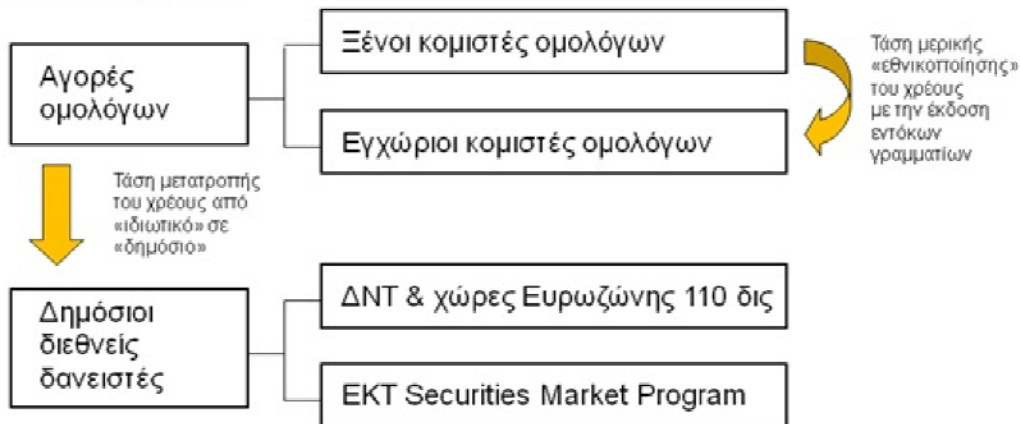 Αγορές
ομολόγων
Ξένοι κομιστές ομολόγων
Εγχώριοι κομιστές ομολόγων
Τάση μερικής
«εθνικοποίησης»
του χρέους
με την έκδοση
εντόκων
γραμματίων
Τάση μετατροπής
του χρέους από
«ιδιωτικό» σε
«δημόσιο»
Δημόσιοι
διεθνείς
δανειστές
ΔΝΤ & χώρες Ευρωζώνης 110 δις
ΕΚΤ Securities Market Program